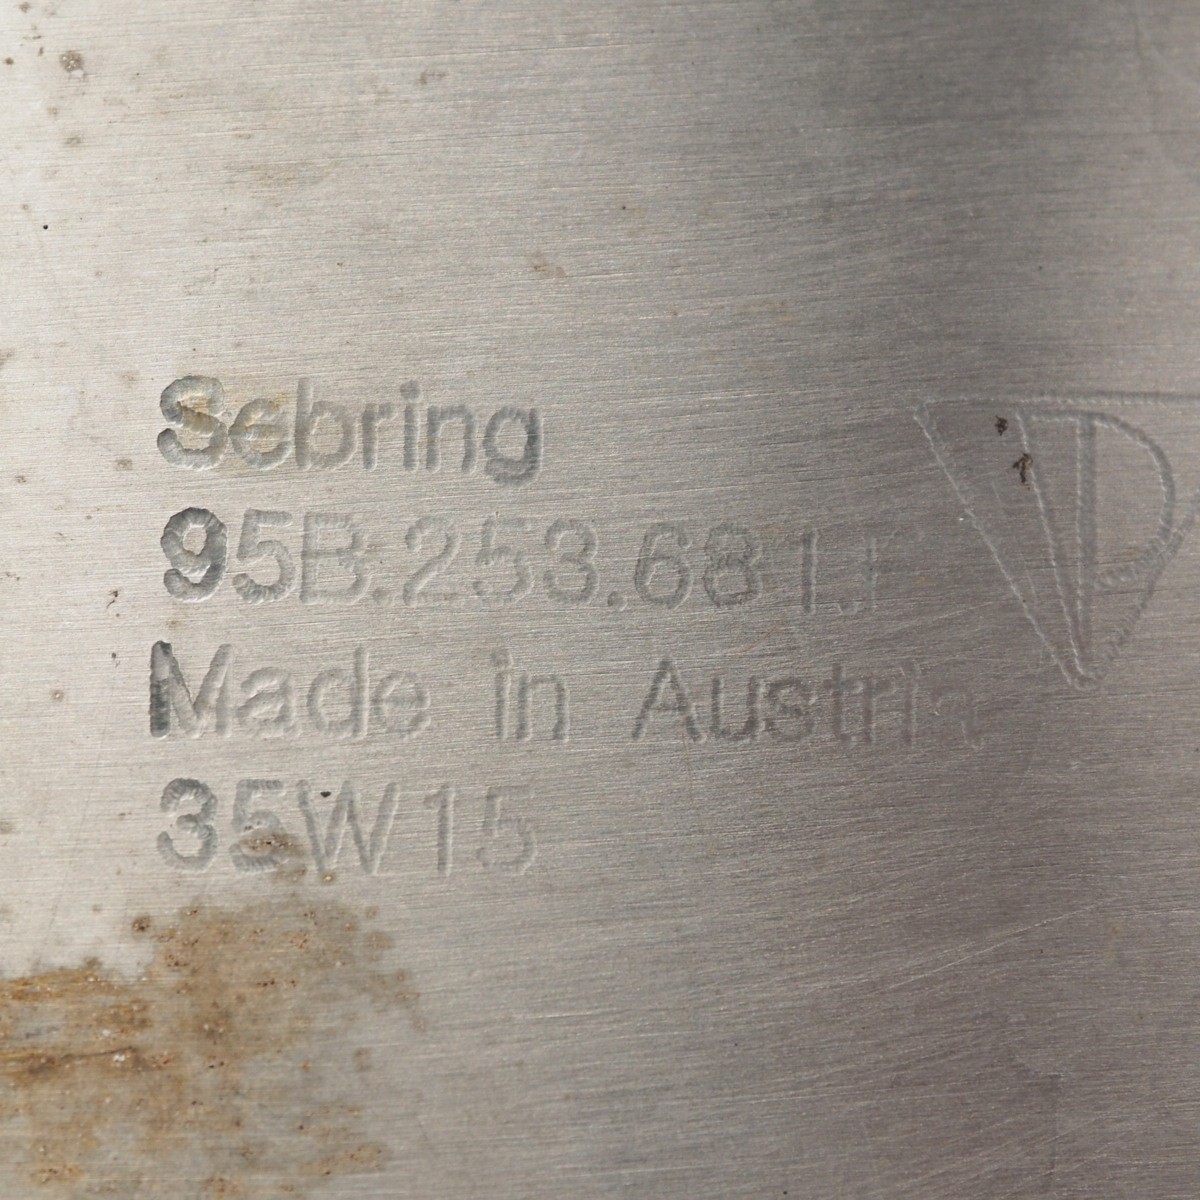 Sebring
95B.253.681.F
Made in Austria
35W15